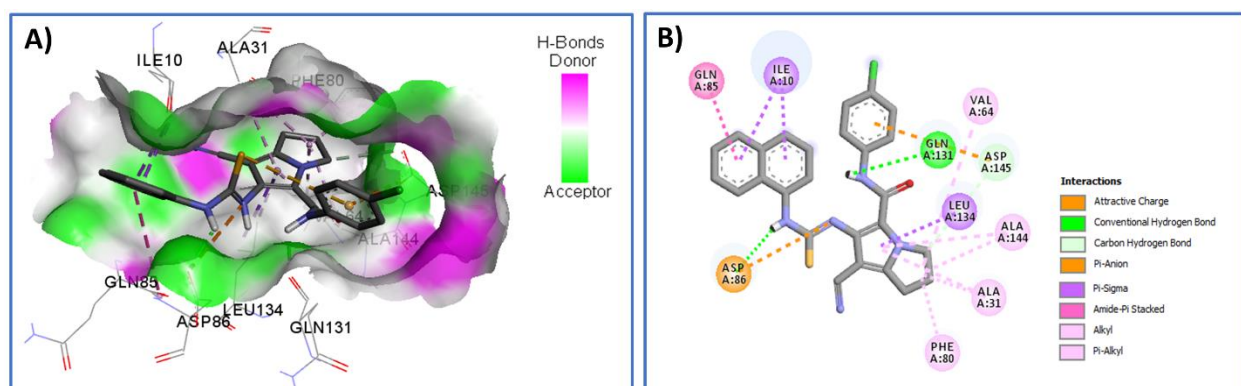 A)
H-Bonds
Donor
Acceptor
ILE10
ALA31
PHE80
ASP145
ALA144
GLN85
ASP86
LEU134
GLN131
B)
GLN
A:85
ILE
A:10
VAL
A:64
GLN
A:131
ASP
A:145
LEU
A:134
ALA
A:144
ASP
A:86
ALA
A:31
PHE
A:80
Interactions
Attractive Charge
Conventional Hydrogen Bond
Carbon Hydrogen Bond
Pi-Anion
Pi-Sigma
Amide-Pi Stacked
Alkyl
Pi-Alkyl